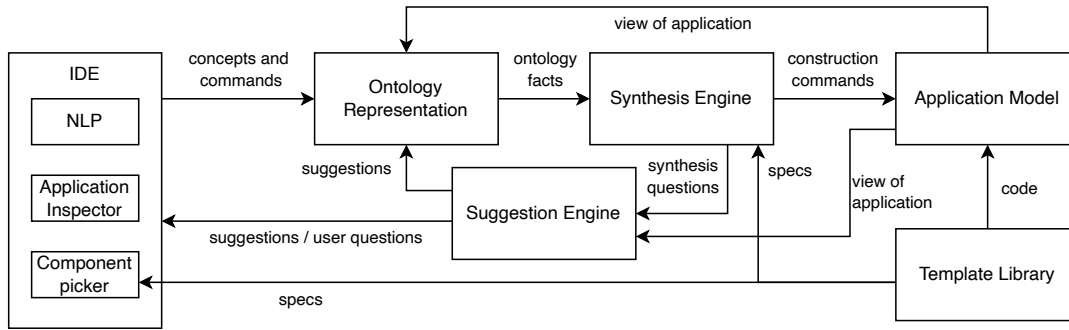 view of application
IDE
concepts and
commands
Ontology
Representation
ontology
facts
Synthesis Engine
construction
commands
Application Model
NLP
suggestions
synthesis
questions
specs
view of
application
code
Application
Inspector
Suggestion Engine
suggestions / user questions
Component
picker
specs
Template Library